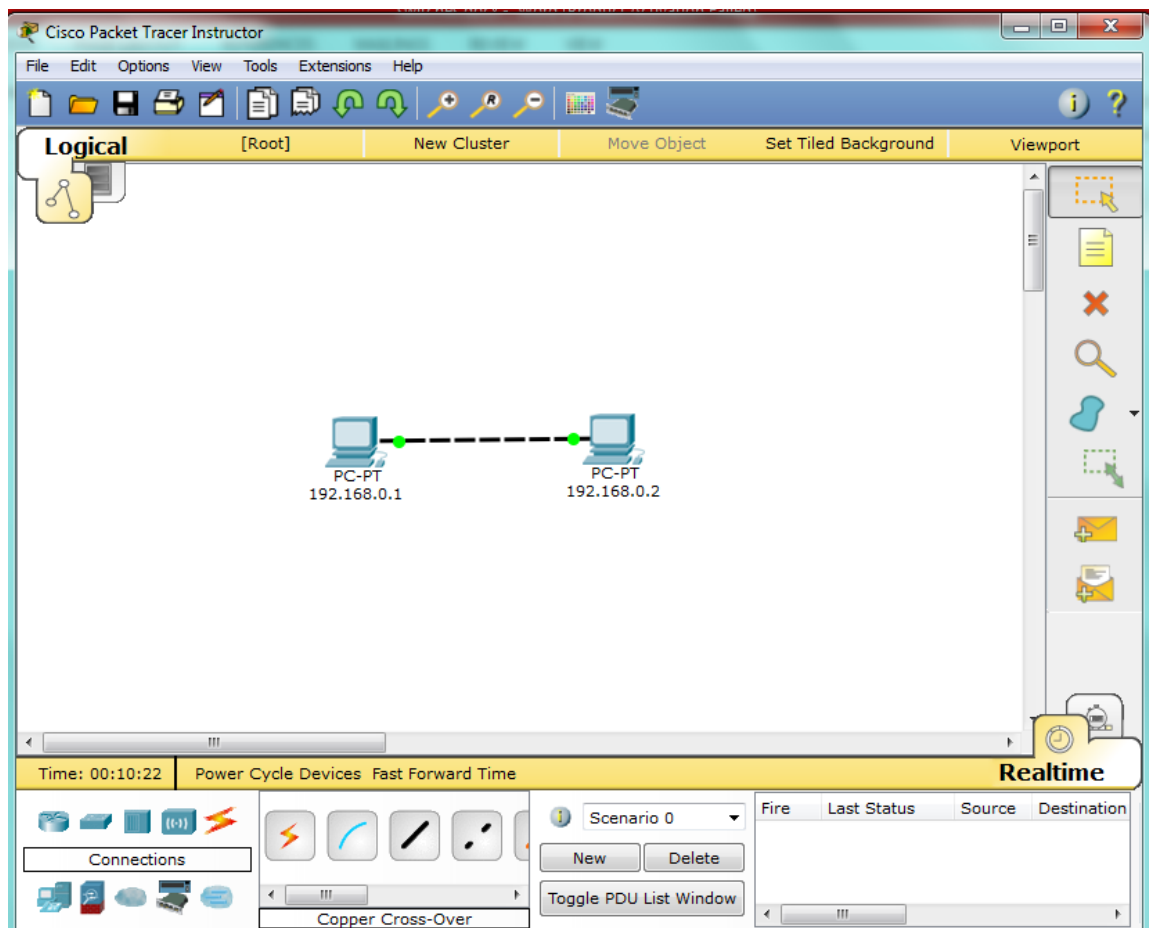 Cisco Packet Tracer Instructor
File Edit Options View Tools Extensions Help
Logical [Root] New Cluster Move Object Set Tiled Background Viewport
PC-PT
192.168.0.1
PC-PT
192.168.0.2
Time: 00:10:22 Power Cycle Devices Fast Forward Time Realtime
Connections
Copper Cross-Over
Scenario 0
New Delete
Toggle PDU List Window
Fire Last Status Source Destination